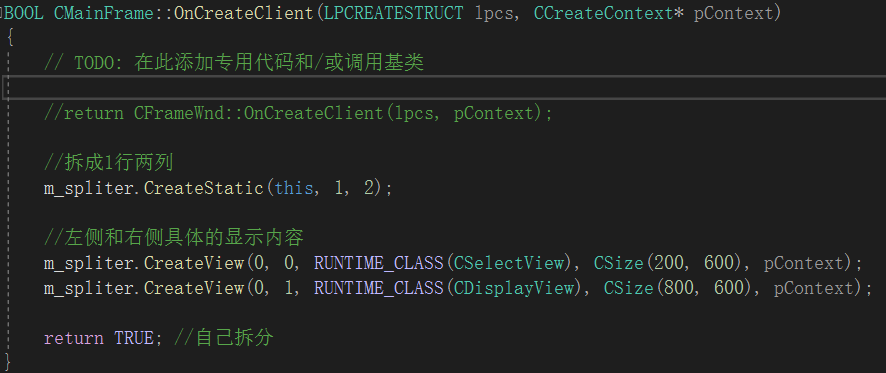 BOOL CMainFrame::OnCreateClient(LPCREATESTRUCT lpcs, CCreateContext* pContext)
{
// TODO: 在此添加专用代码和/或调用基类
//return CFrameWnd::OnCreateClient(lpcs, pContext);
//拆成1行两列
m_spliter.CreateStatic(this, 1, 2);
//左侧和右侧具体的显示内容
m_spliter.CreateView(0, 0, RUNTIME_CLASS(CSelectView), CSize(200, 600), pContext);
m_spliter.CreateView(0, 1, RUNTIME_CLASS(CDisplayView), CSize(800, 600), pContext);
return TRUE; //自己拆分
}